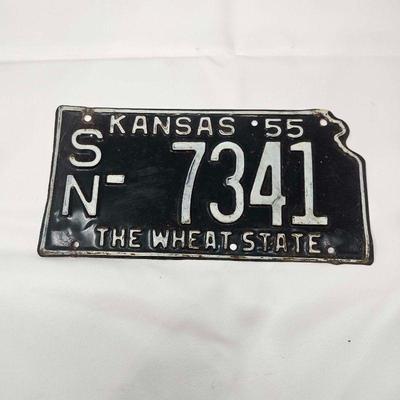 KANSAS 55
SN- 7341
THE WHEAT STATE